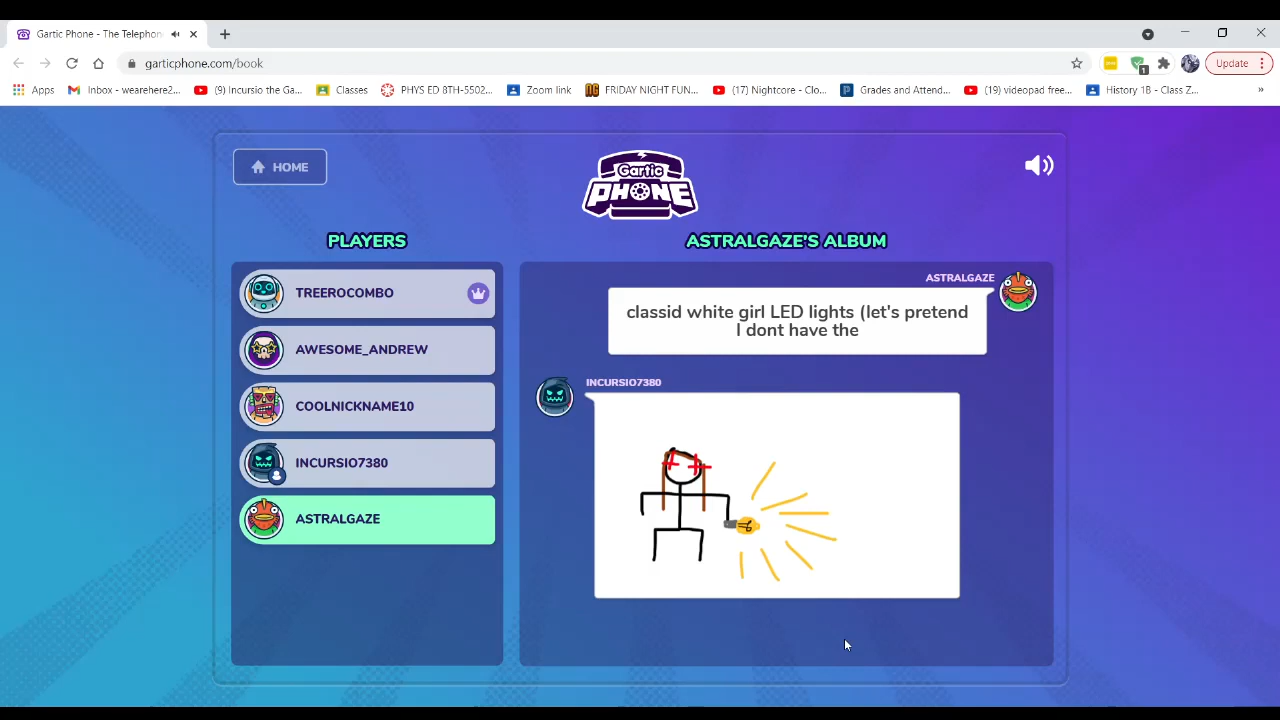 Gartic Phone - The Telephon
garticphone.com/book
1
Update
Apps
Inbox - wearehere2...
(9) Incursio the Ga...
Classes
PHYS ED 8TH-5502...
Zoom link
FRIDAY NIGHT FUN...
(17) Nightcore - Clo...
Grades and Attend...
(19) videopad free...
History 1B - Class Z...
»
HOME
Gartic
PHONE
PLAYERS
TREEROCOMBO
AWESOME_ANDREW
COOLNICKNAME10
INCURSIO7380
ASTRALGAZE
ASTRALGAZE'S ALBUM
ASTRALGAZE
classid white girl LED lights (let's pretend
I dont have the
INCURSIO7380